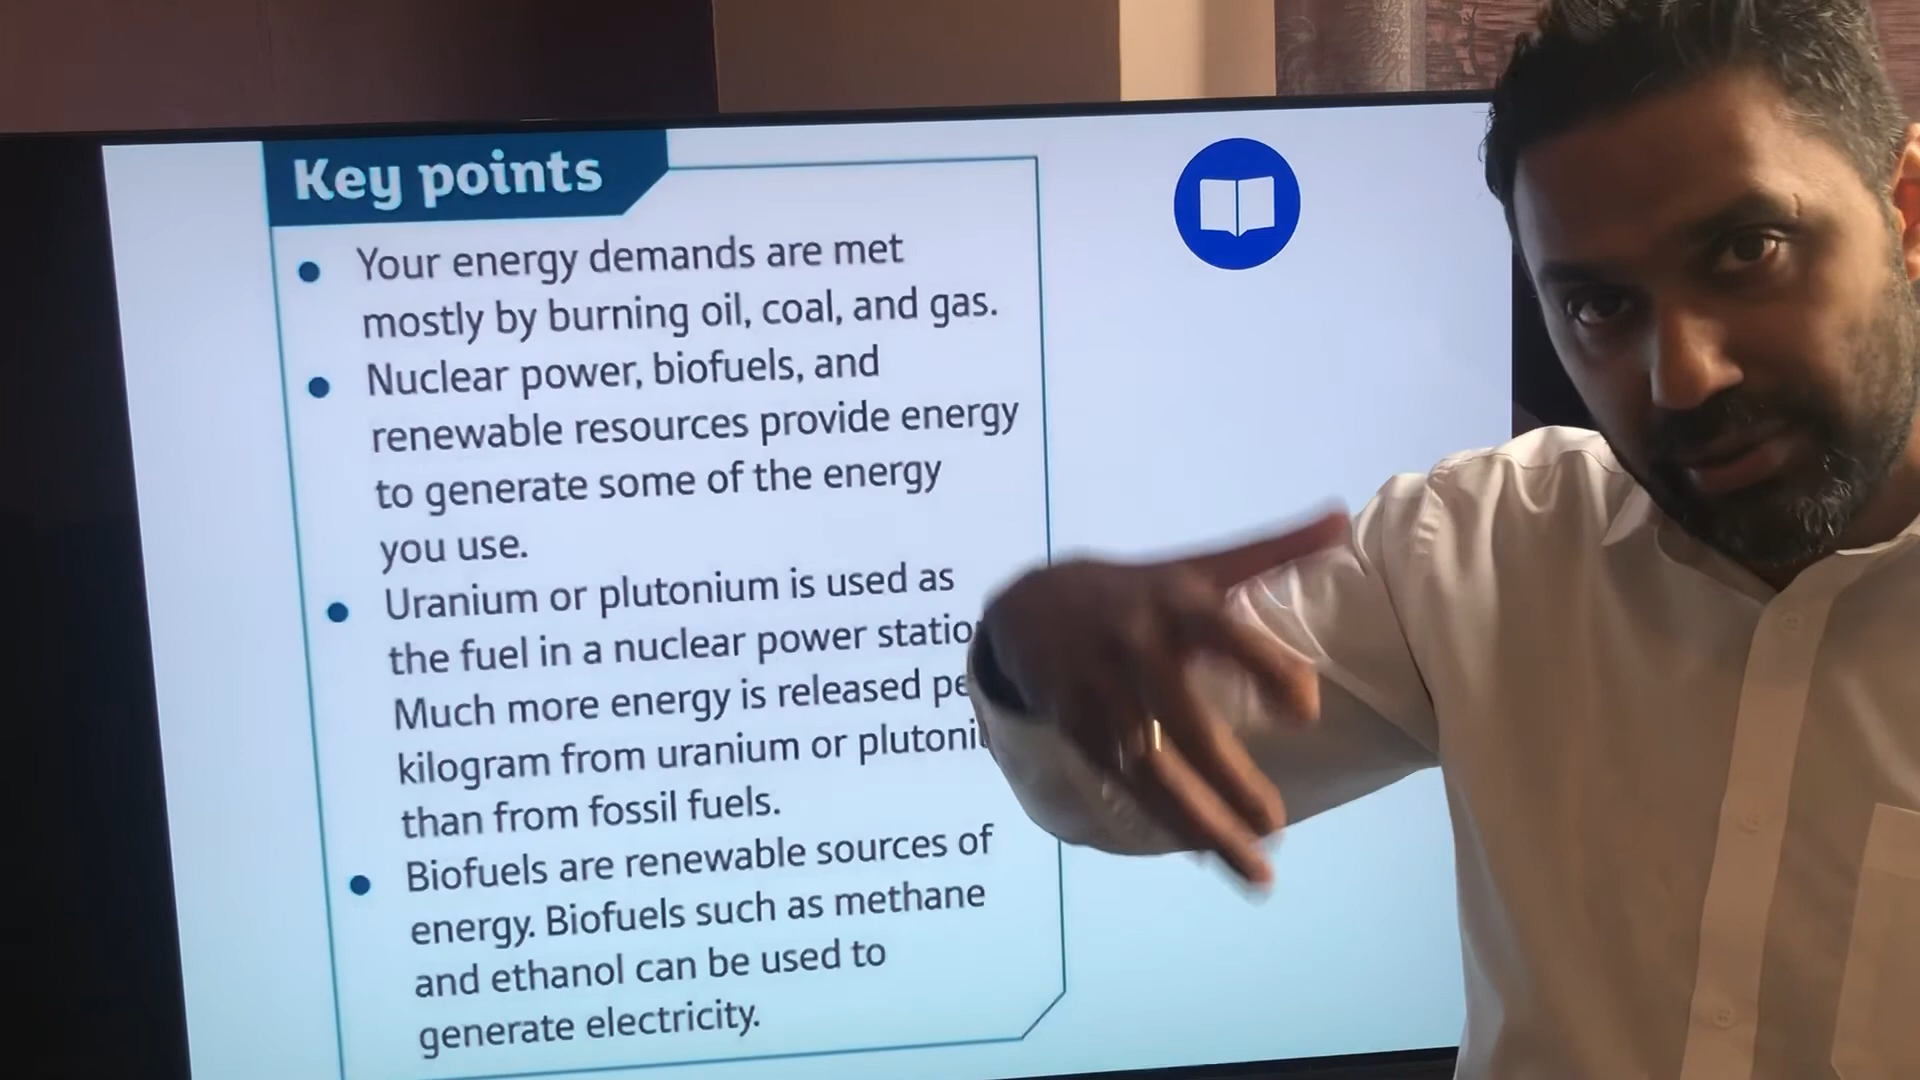 Key points
Your energy demands are met
mostly by burning oil, coal, and gas.
Nuclear power, biofuels, and
renewable resources provide energy
to generate some of the energy
you use.
Uranium or plutonium is used as
the fuel in a nuclear power
Much more energy is released
kilogram from uranium or
than from fossil fuels.
Biofuels are renewable sources of
energy. Biofuels such as methane
and ethanol can be used to
generate electricity.